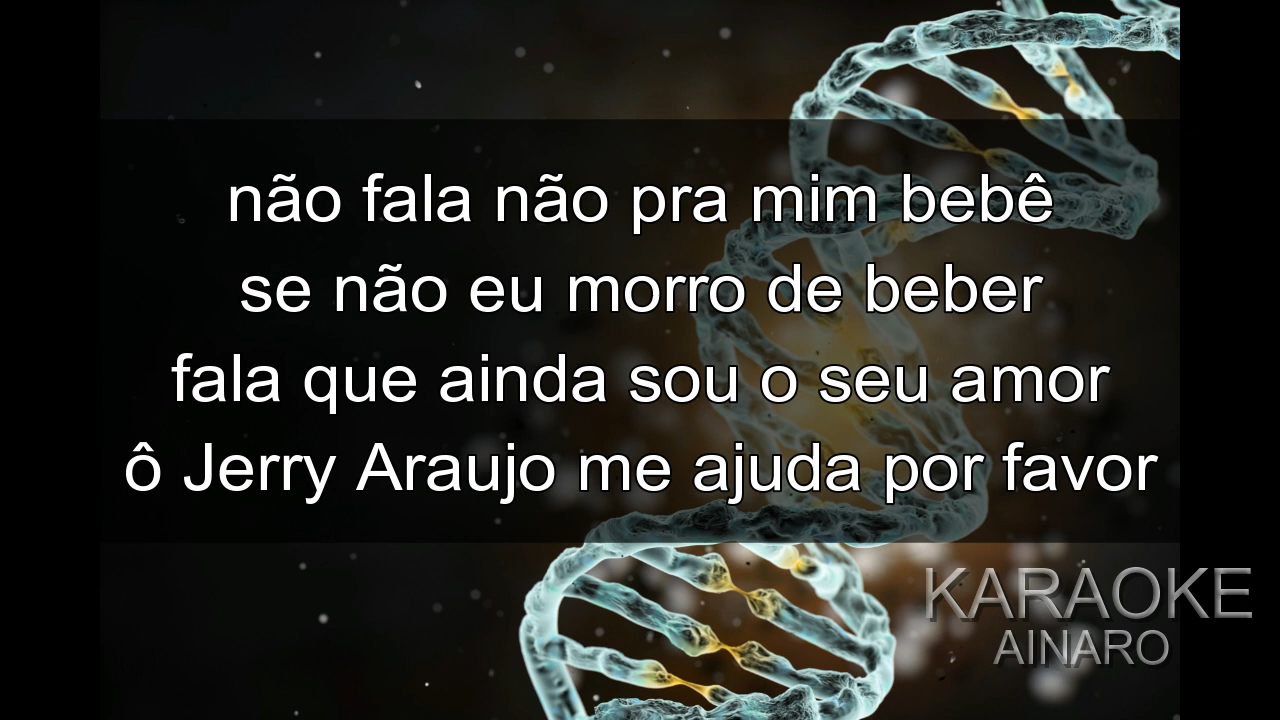 não fala não pra mim bebê
se não eu morro de beber
fala que ainda sou o seu amor
ô Jerry Araujo me ajuda por favor
KARAOKE
AINARO